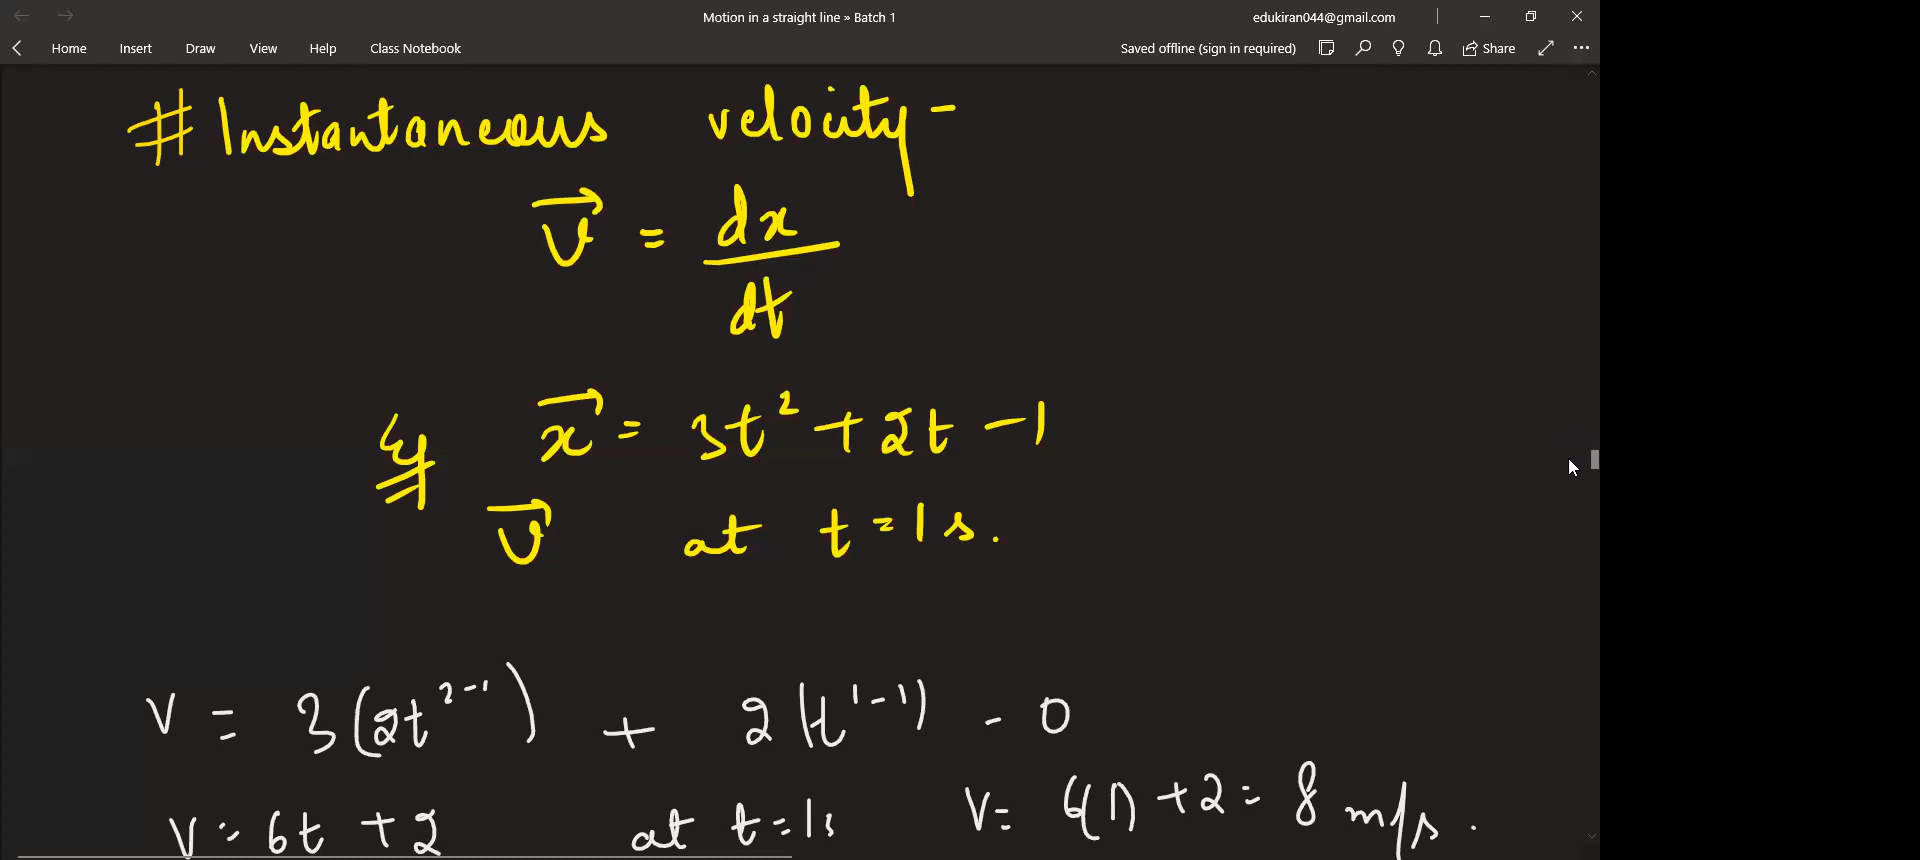 Motion in a straight line » Batch 1 edukiran044@gmail.com
Home Insert Draw View Help Class Notebook Saved offline (sign in required) Share
# Instantaneous velocity -
v⃗ = dx/dt
eg x⃗ = 3t² + 2t - 1
v⃗ at t = 1 s.
v = 3(2t²⁻¹) + 2(t¹⁻¹) - 0
v = 6t + 2 at t = 1s v = 6(1) + 2 = 8 m/s.